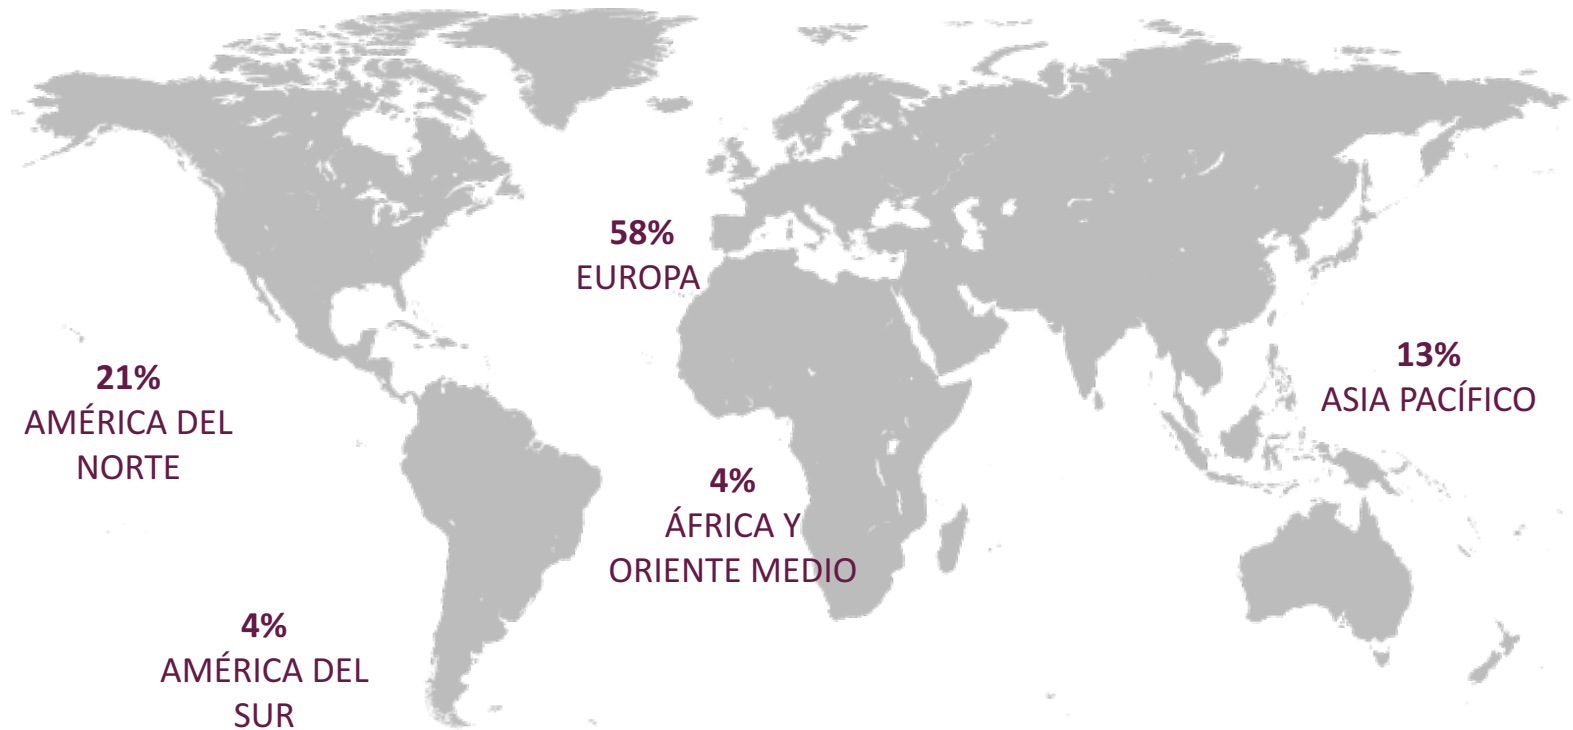 58%
EUROPA
13%
ASIA PACÍFICO
21%
AMÉRICA DEL
NORTE
4%
ÁFRICA Y
ORIENTE MEDIO
4%
AMÉRICA DEL
SUR